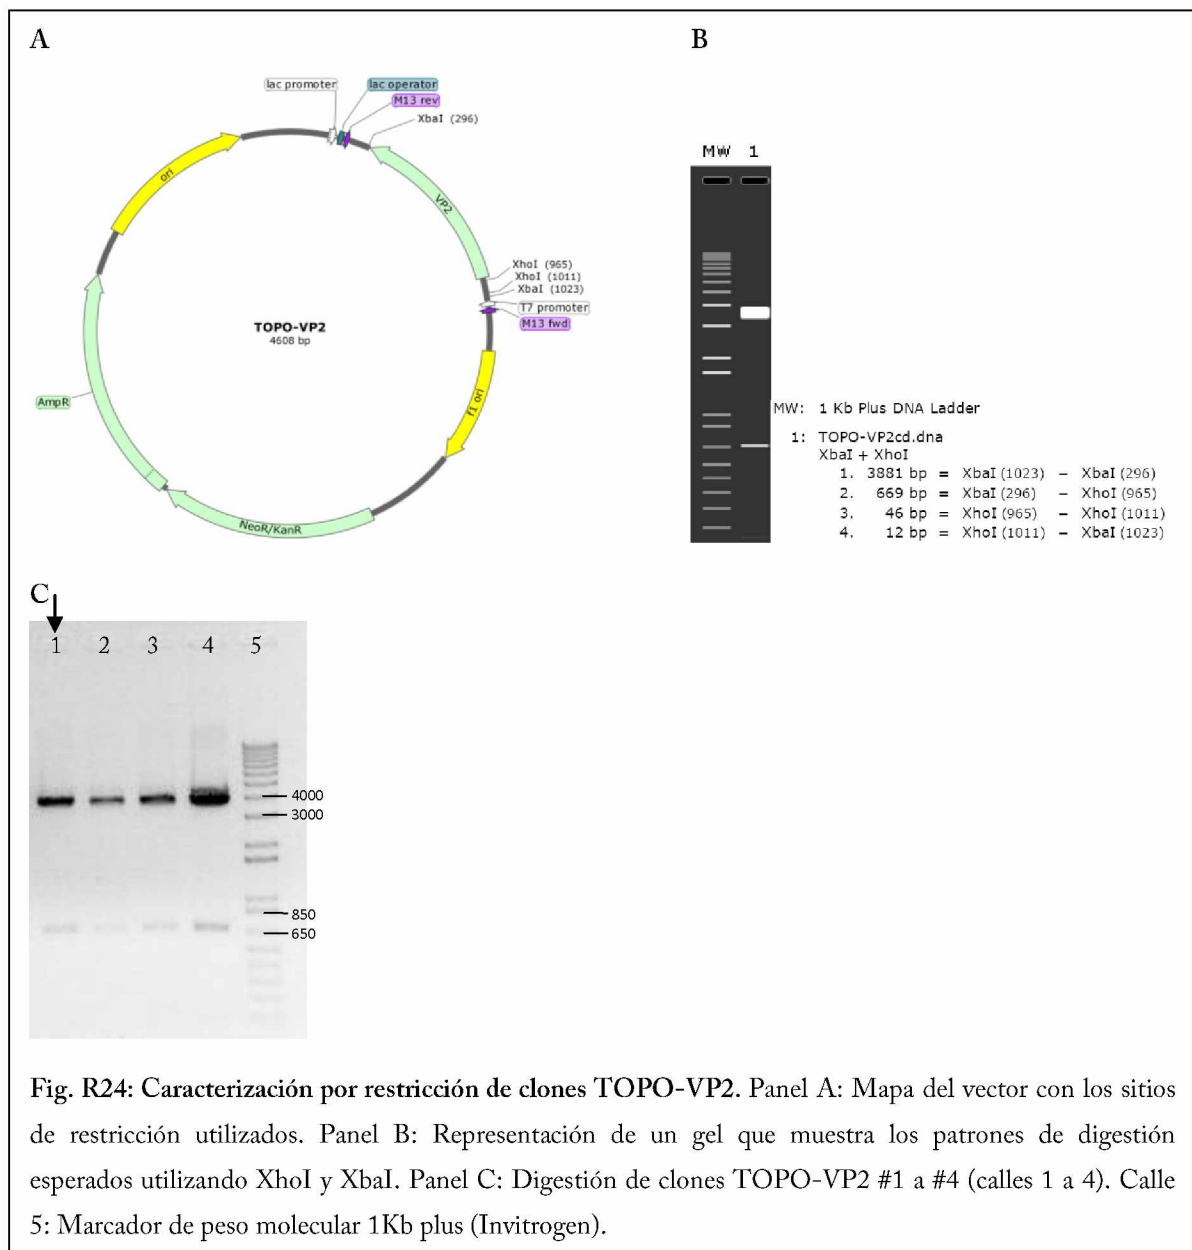 A
lac promoter
lac operator
M13 rev
XbaI (296)
ori
VP2
XhoI (965)
XhoI (1011)
XbaI (1023)
T7 promoter
M13 fwd
TOPO-VP2
4608 bp
AmpR
f1 ori
NeoR/KanR
B
MW 1
MW: 1 Kb Plus DNA Ladder
1: TOPO-VP2cd.dna
XbaI + XhoI
1. 3881 bp = XbaI (1023) – XbaI (296)
2. 669 bp = XbaI (296) – XhoI (965)
3. 46 bp = XhoI (965) – XhoI (1011)
4. 12 bp = XhoI (1011) – XbaI (1023)
C
1 2 3 4 5
4000
3000
850
650
Fig. R24: Caracterización por restricción de clones TOPO-VP2. Panel A: Mapa del vector con los sitios
de restricción utilizados. Panel B: Representación de un gel que muestra los patrones de digestión
esperados utilizando XhoI y XbaI. Panel C: Digestión de clones TOPO-VP2 #1 a #4 (calles 1 a 4). Calle
5: Marcador de peso molecular 1Kb plus (Invitrogen).